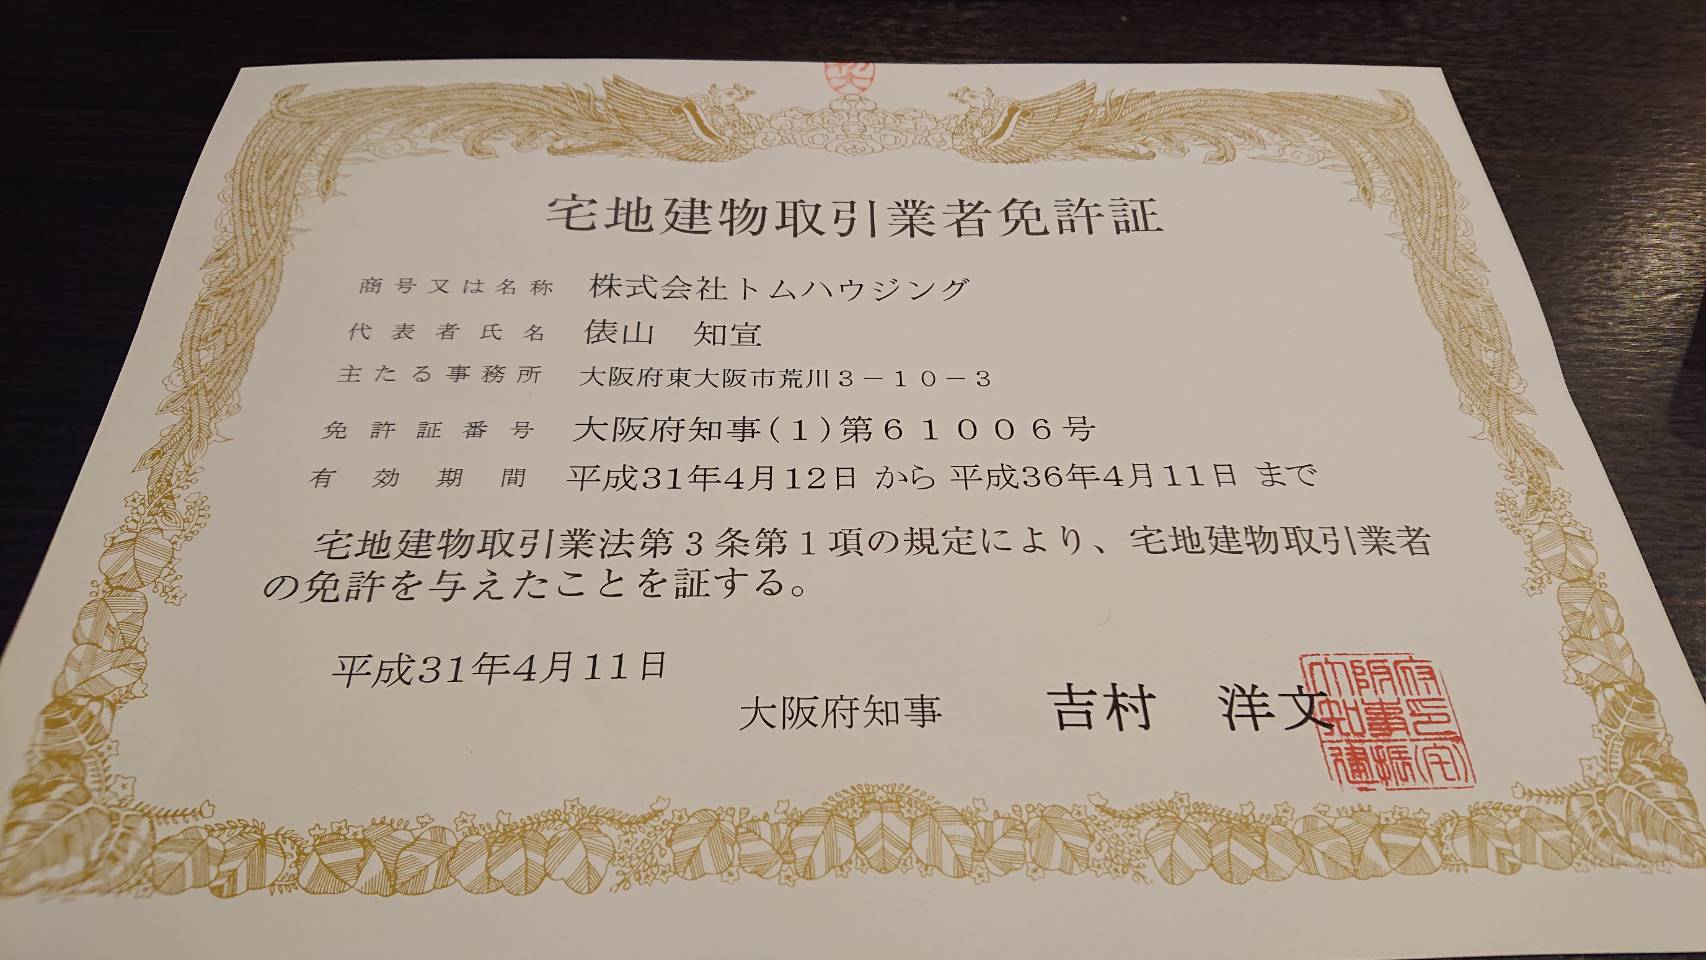 宅地建物取引業者免許証
商号又は名称 株式会社トムハウジング
代表者氏名 俵山 知宣
主たる事務所 大阪府東大阪市荒川3－10－3
免許証番号 大阪府知事(1)第61006号
有効期間 平成31年4月12日 から 平成36年4月11日 まで
宅地建物取引業法第3条第1項の規定により、宅地建物取引業者
の免許を与えたことを証する。
平成31年4月11日
大阪府知事 吉村 洋文